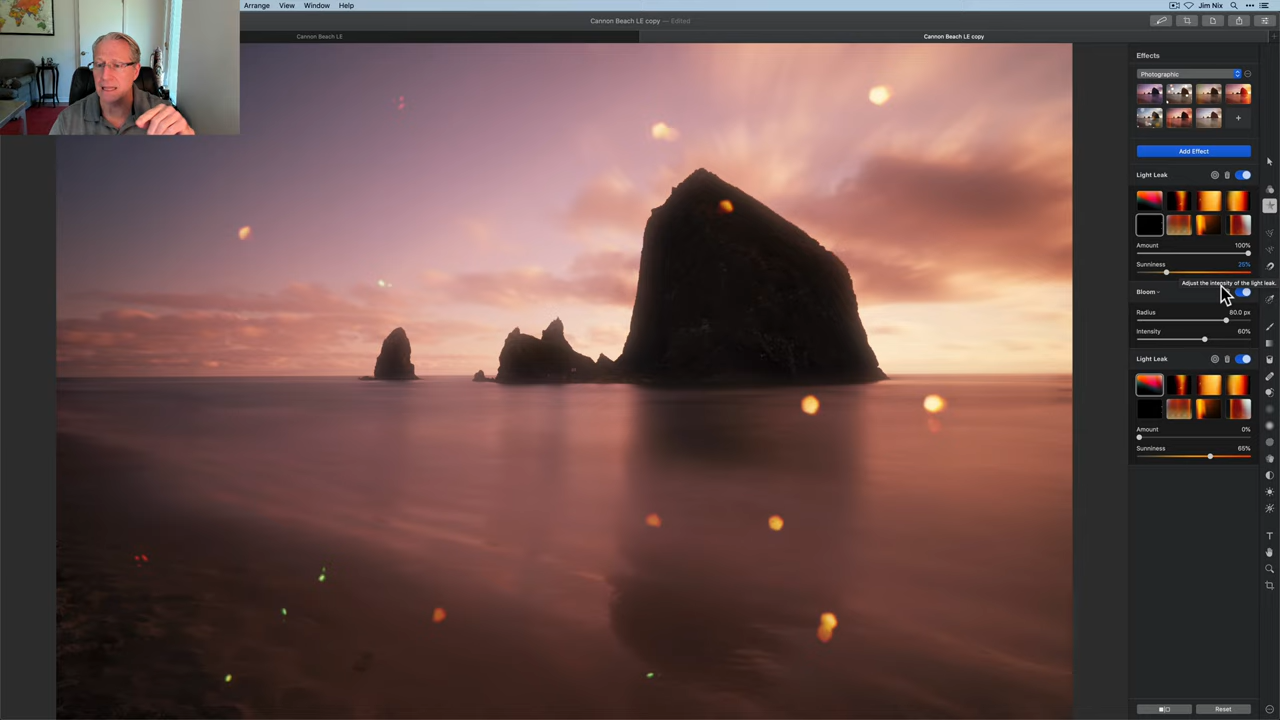 Arrange View Window Help
Jim Nix
Cannon Beach LE copy — Edited
Cannon Beach LE
Cannon Beach LE copy
Effects
Photographic
Add Effect
Light Leak
Amount 100%
Sunniness 25%
Adjust the intensity of the light leak.
Bloom
Radius 80.0 px
Intensity 60%
Light Leak
Amount 0%
Sunniness 65%
Reset